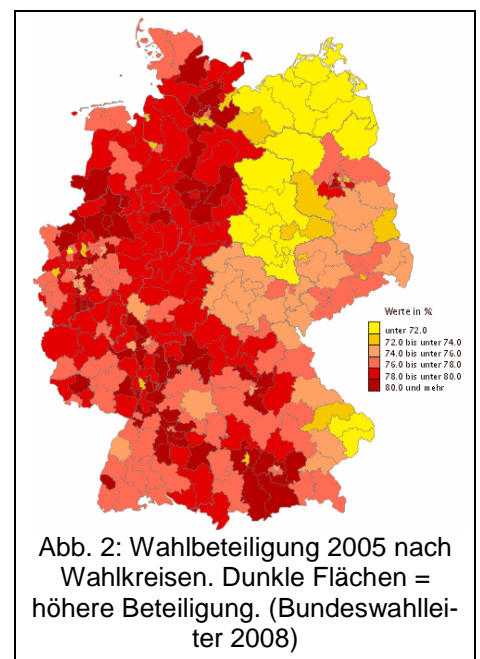 Werte in %
unter 72.0
72.0 bis unter 74.0
74.0 bis unter 76.0
76.0 bis unter 78.0
78.0 bis unter 80.0
80.0 und mehr
Abb. 2: Wahlbeteiligung 2005 nach
Wahlkreisen. Dunkle Flächen =
höhere Beteiligung. (Bundeswahllei-
ter 2008)